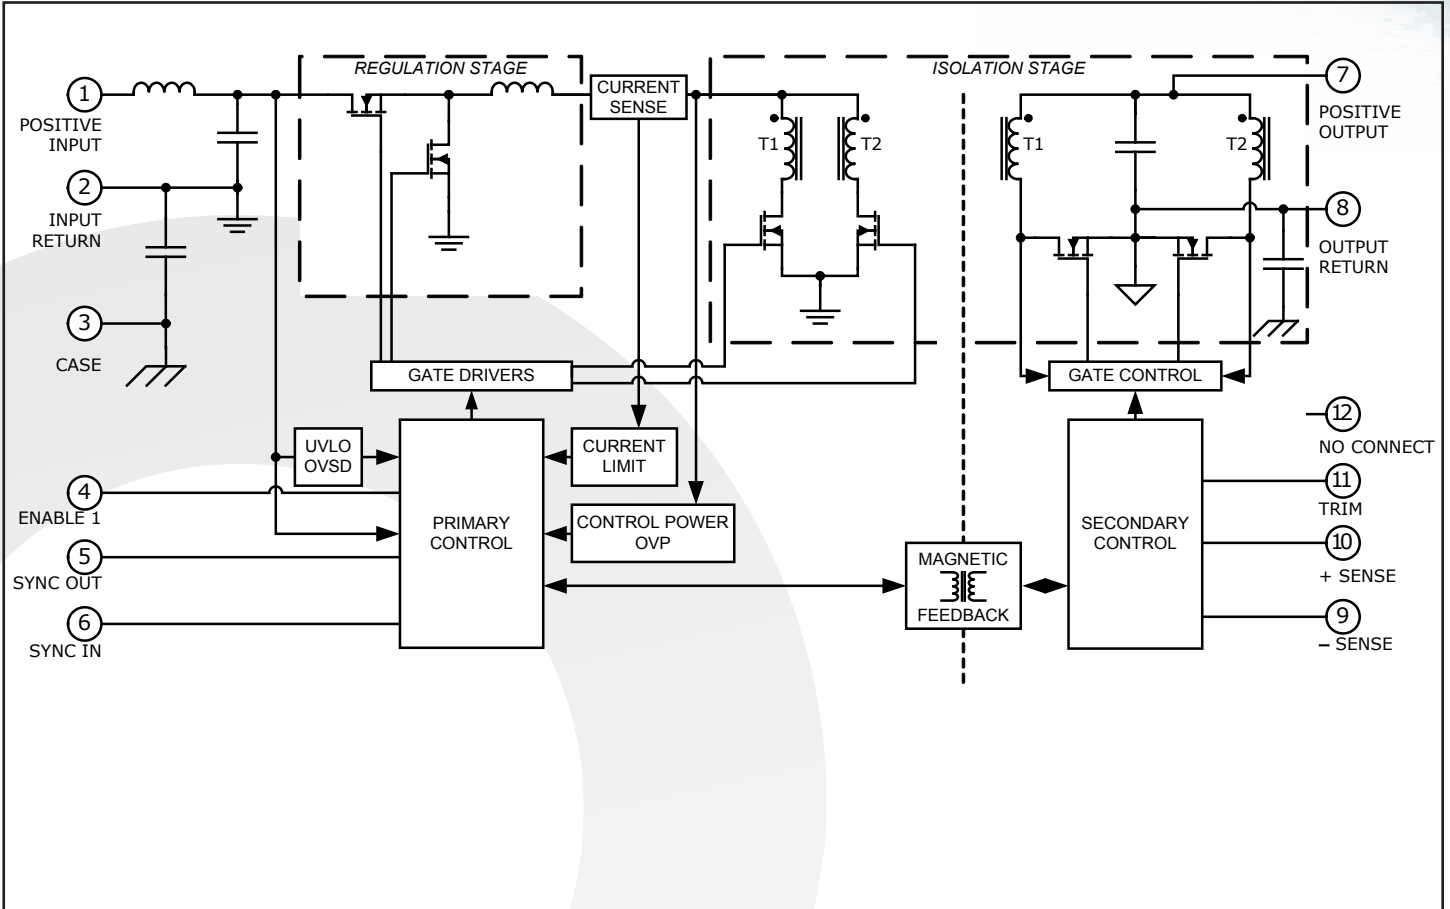 REGULATION STAGE
ISOLATION STAGE
1
POSITIVE
INPUT
2
INPUT
RETURN
3
CASE
CURRENT
SENSE
T1
T2
T1
T2
7
POSITIVE
OUTPUT
8
OUTPUT
RETURN
GATE DRIVERS
GATE CONTROL
UVLO
OVSD
CURRENT
LIMIT
CONTROL POWER
OVP
PRIMARY
CONTROL
MAGNETIC
FEEDBACK
SECONDARY
CONTROL
4
ENABLE 1
5
SYNC OUT
6
SYNC IN
12
NO CONNECT
11
TRIM
10
+ SENSE
9
– SENSE